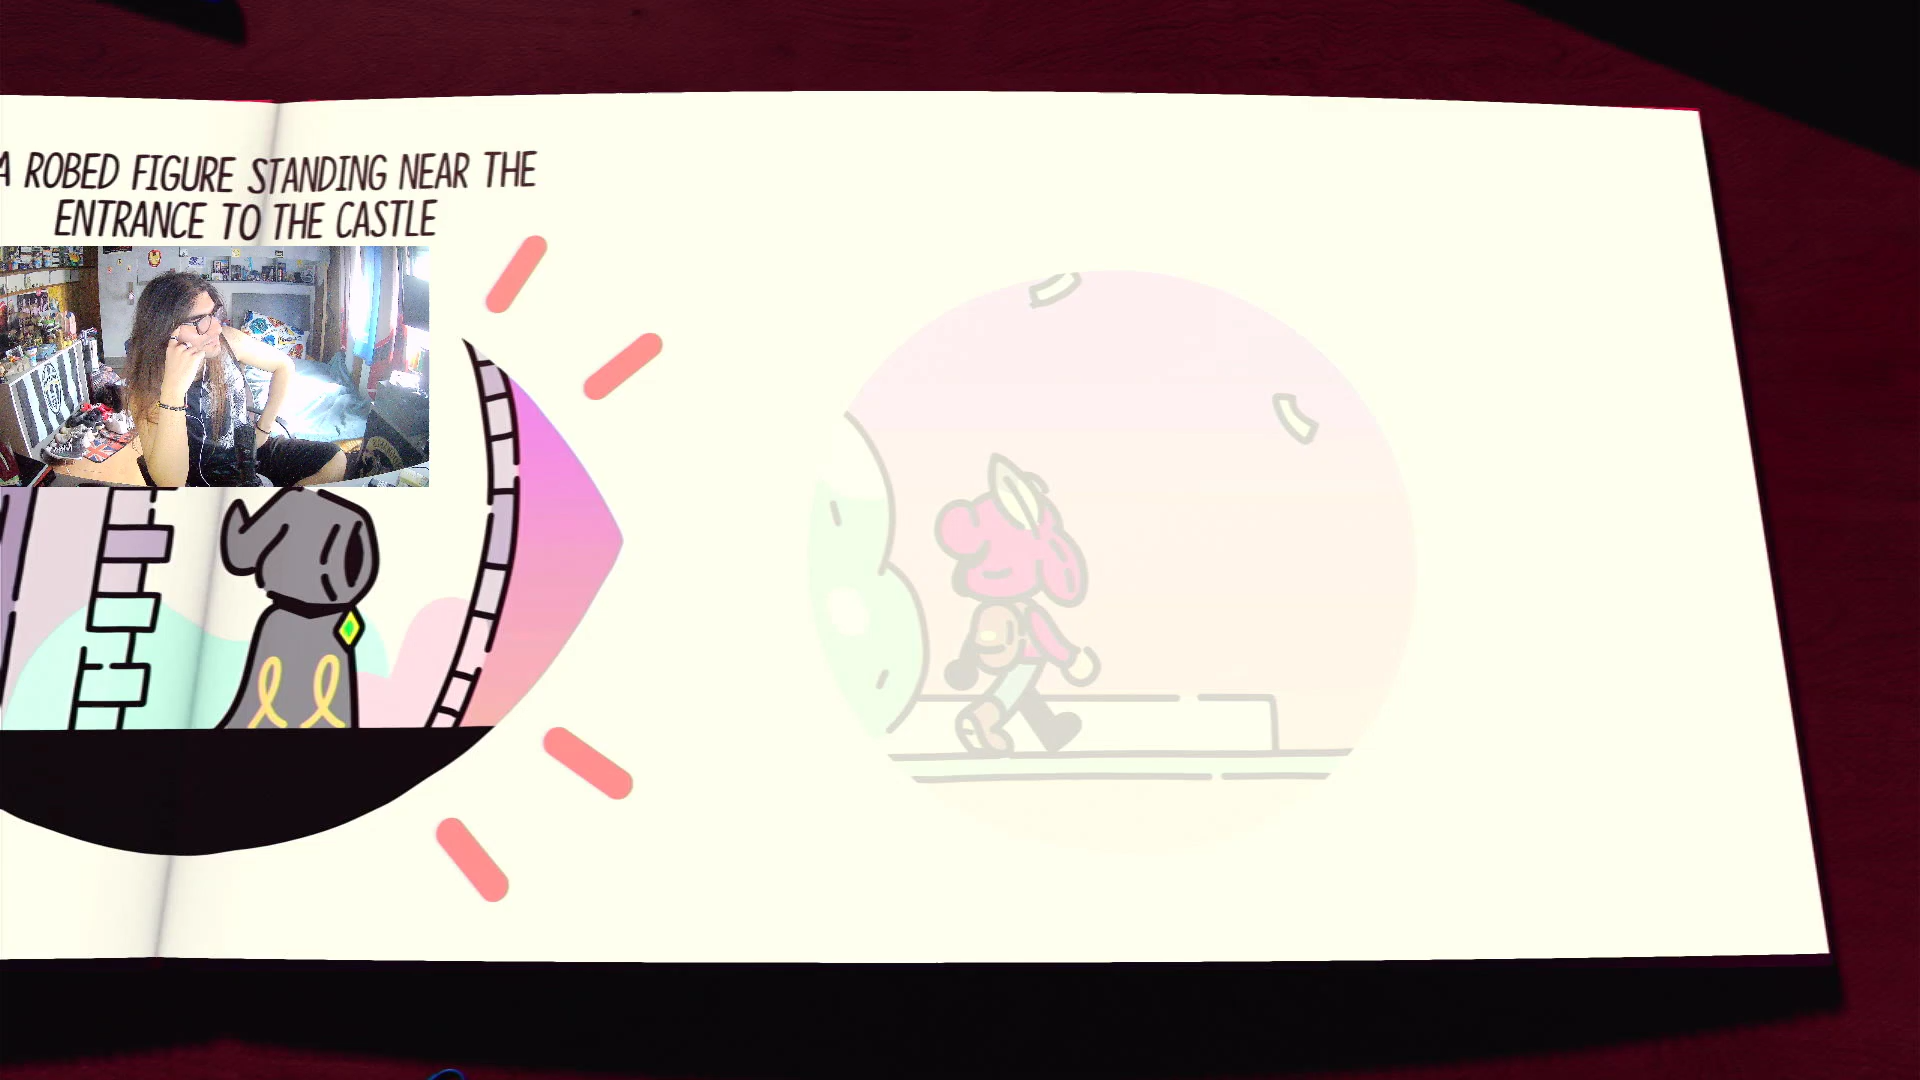 A ROBED FIGURE STANDING NEAR THE
ENTRANCE TO THE CASTLE